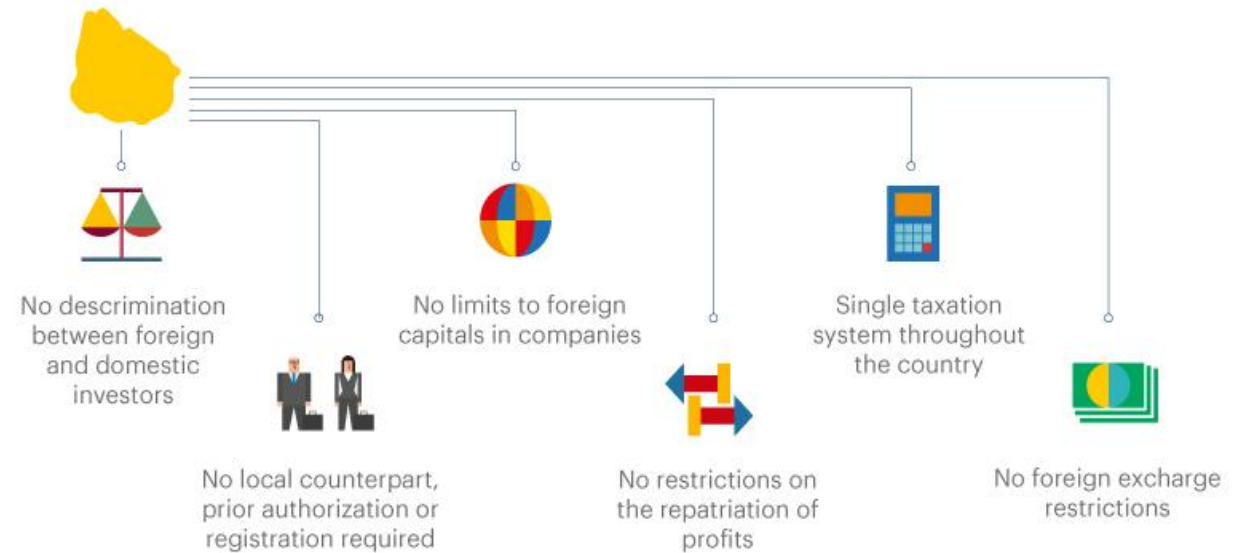 No descrimination
between foreign
and domestic
investors
No local counterpart,
prior authorization or
registration required
No limits to foreign
capitals in companies
No restrictions on
the repatriation of
profits
Single taxation
system throughout
the country
No foreign exchange
restrictions